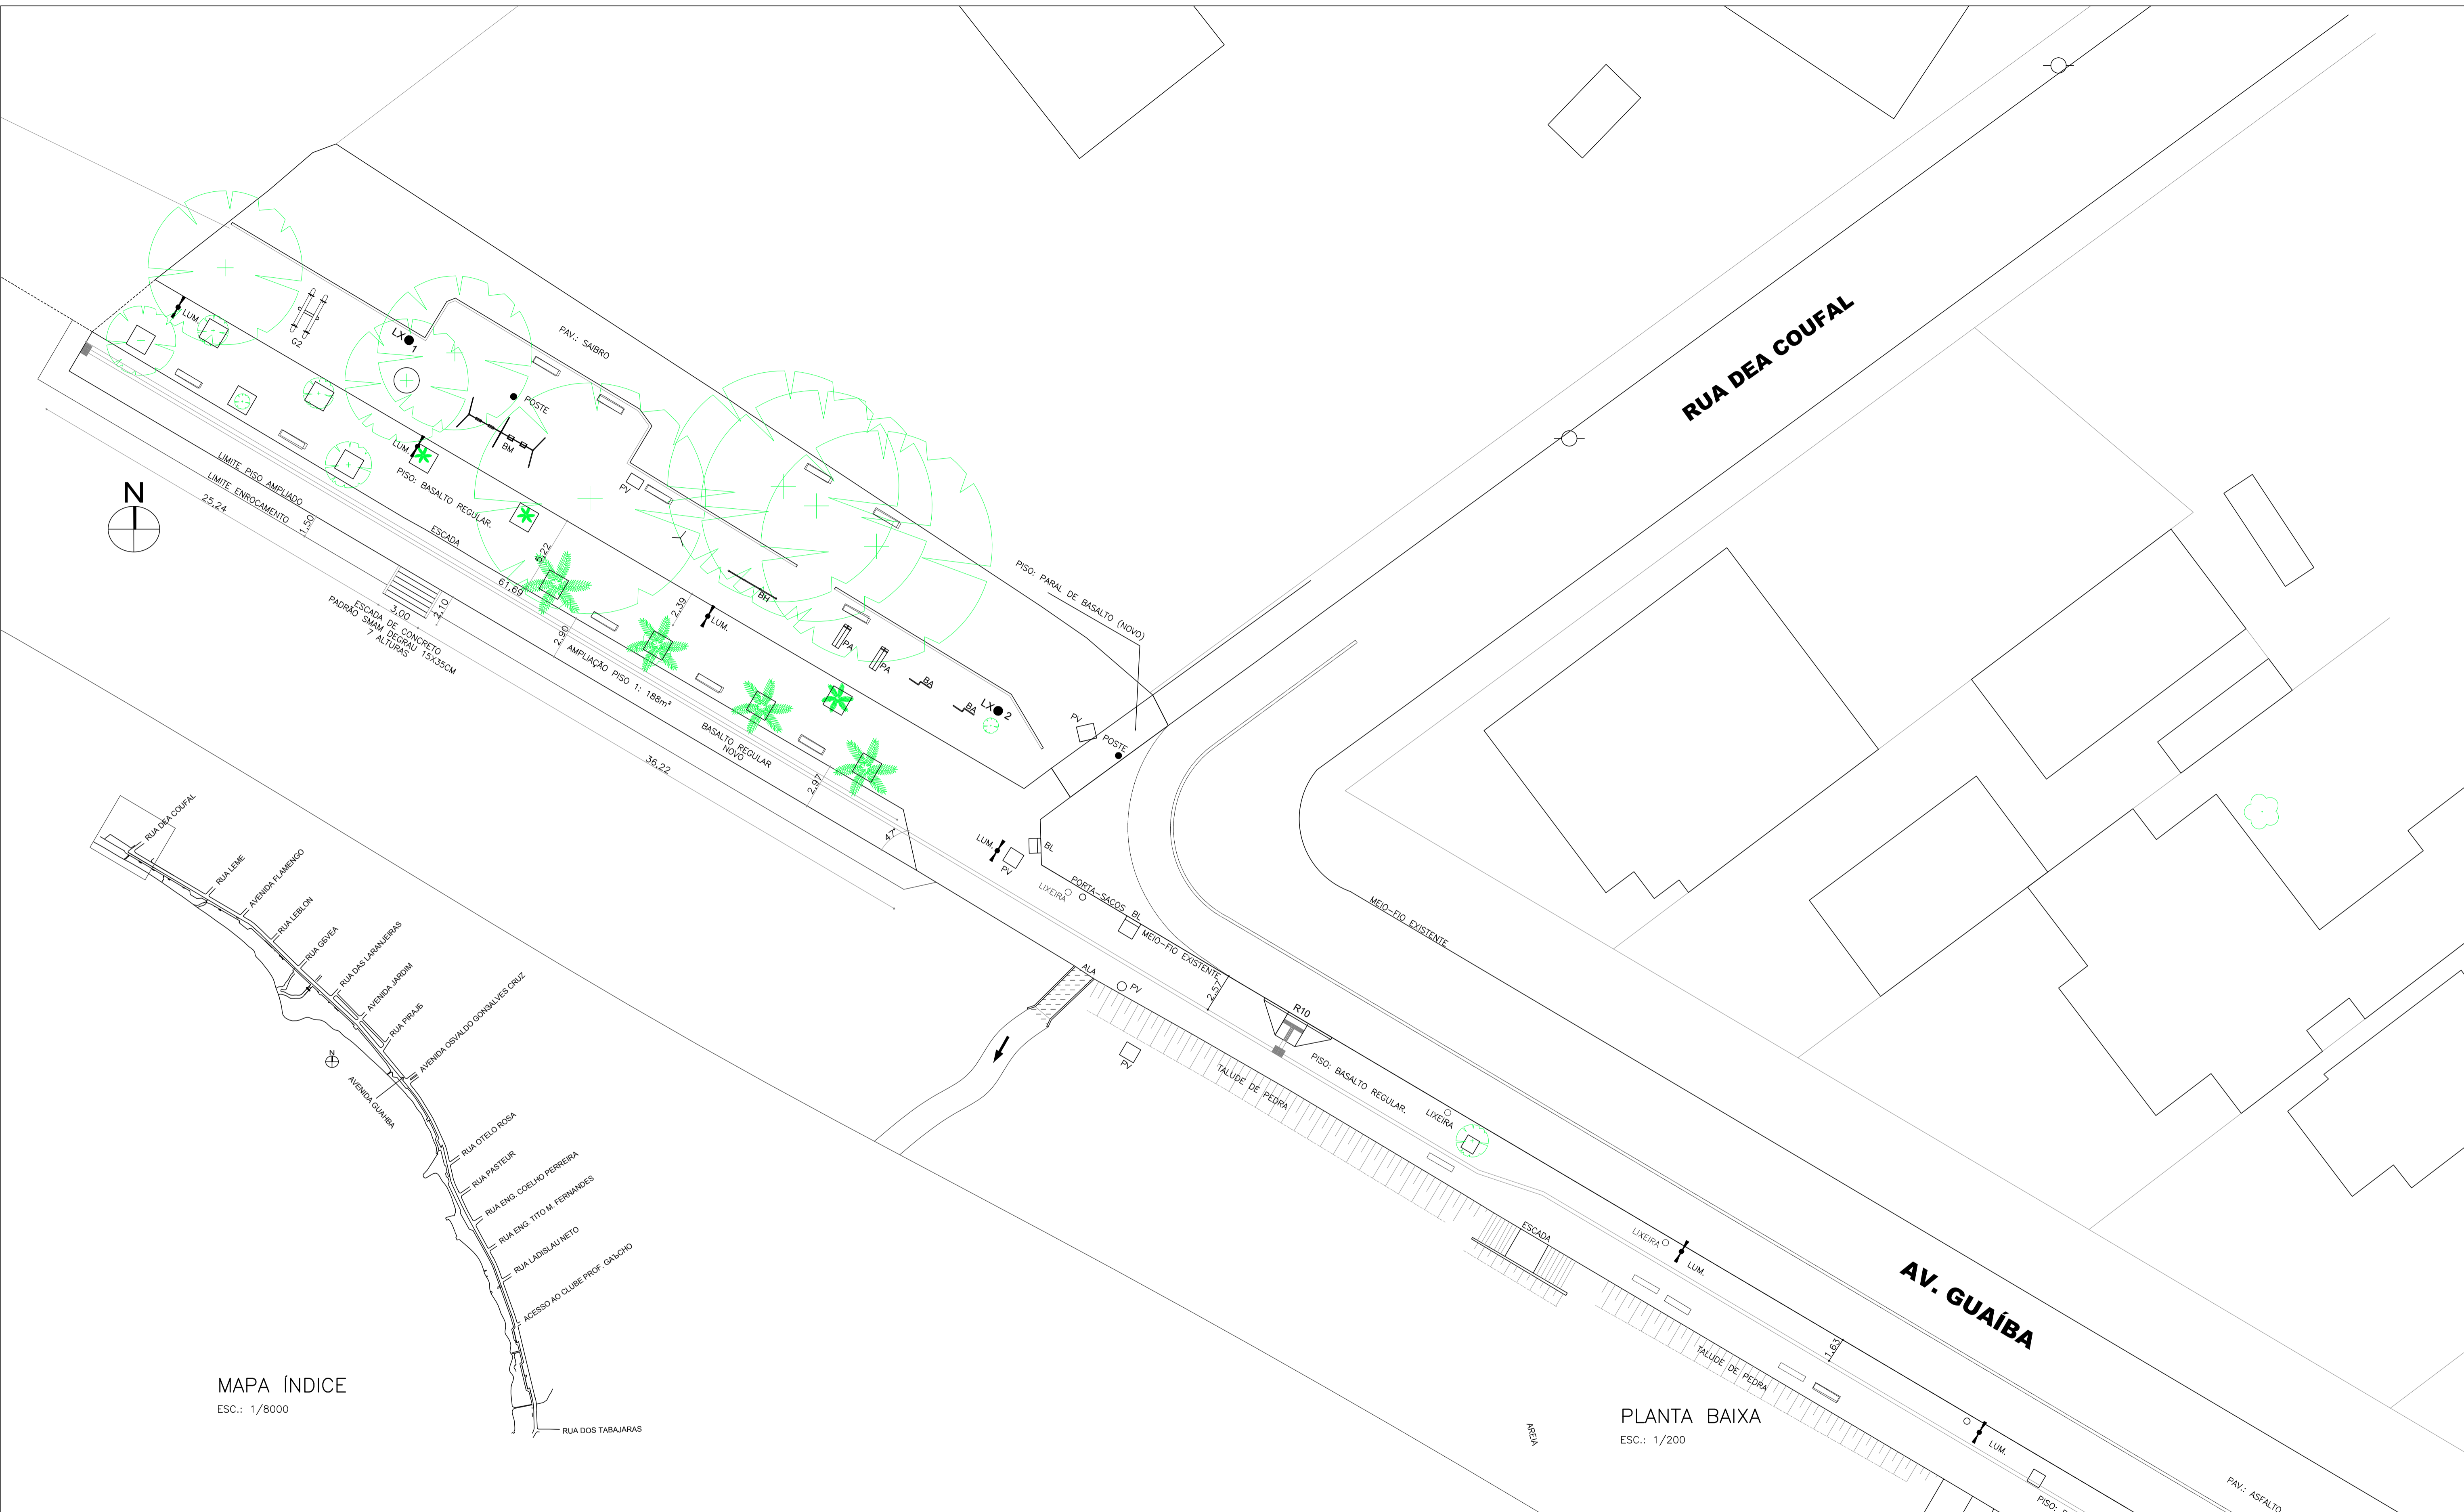 RUA DEA COUFAL
LUM.
G2
LX
1
PAV.: SAIBRO
POSTE
BM
LUM.
PISO: BASALTO REGULAR.
PV
LIMITE PISO AMPLIADO
LIMITE ENROCAMENTO
25,24
1,50
ESCADA
5,22
61,69
N
ESCADA DE CONCRETO
PADRÃO SMAM DEGRAU 15X35CM
7 ALTURAS
3,00
2,10
2,90
2,39
LUM.
BH
PA
PA
BA
BA
LX
2
PISO: PARAL DE BASALTO (NOVO)
PV
POSTE
AMPLIAÇÃO PISO 1: 188m²
BASALTO REGULAR
NOVO
36,22
2,97
47°
LUM.
PV
BL
LIXEIRA
PORTA-SACOS
BL
MEIO-FIO EXISTENTE
MEIO-FIO EXISTENTE
ALA
PV
PV
2,57
R10
PISO: BASALTO REGULAR.
TALUDE DE PEDRA
LIXEIRA
ESCADA
LIXEIRA
LUM.
AV. GUAÍBA
1,63
TALUDE DE PEDRA
LUM.
PAV.: ASFALTO
PISO:
AREIA
PLANTA BAIXA
ESC.: 1/200
RUA DEA COUFAL
RUA LEME
AVENIDA FLAMENGO
RUA LEBLON
RUA GБVEA
RUA DAS LARANJEIRAS
AVENIDA JARDIM
RUA PIRAJБ
AVENIDA OSVALDO GONЗALVES CRUZ
N
AVENIDA GUAНBA
RUA OTELO ROSA
RUA PASTEUR
RUA ENG. COELHO PERREIRA
RUA ENG. TITO M. FERNANDES
RUA LADISLAU NETO
ACESSO AO CLUBE PROF. GAЪCHO
RUA DOS TABAJARAS
MAPA ÍNDICE
ESC.: 1/8000